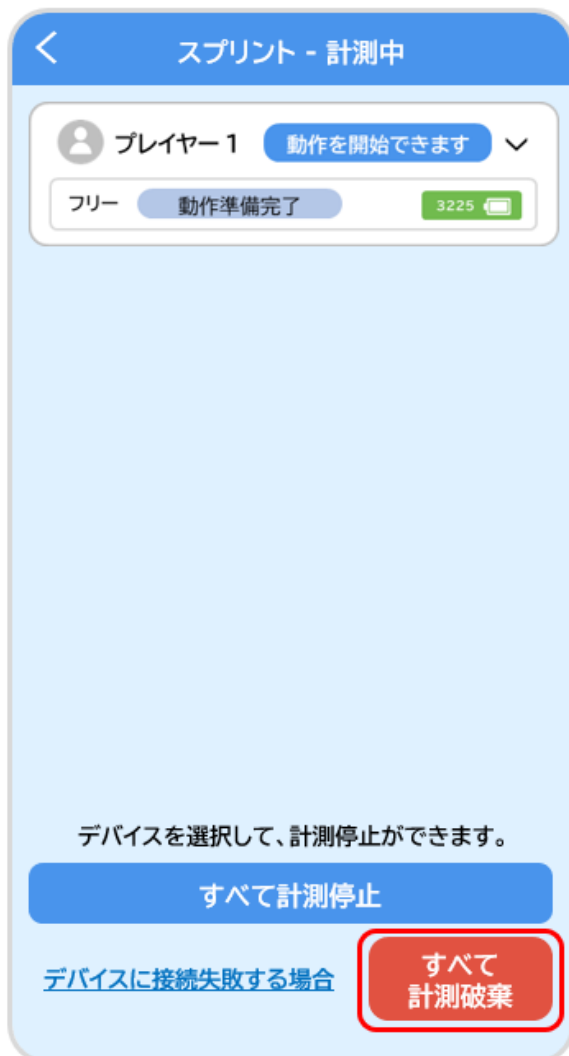 スプリント - 計測中
プレイヤー 1 動作を開始できます
フリー 動作準備完了 3225
デバイスを選択して、計測停止ができます。
すべて計測停止
デバイスに接続失敗する場合
すべて
計測破棄